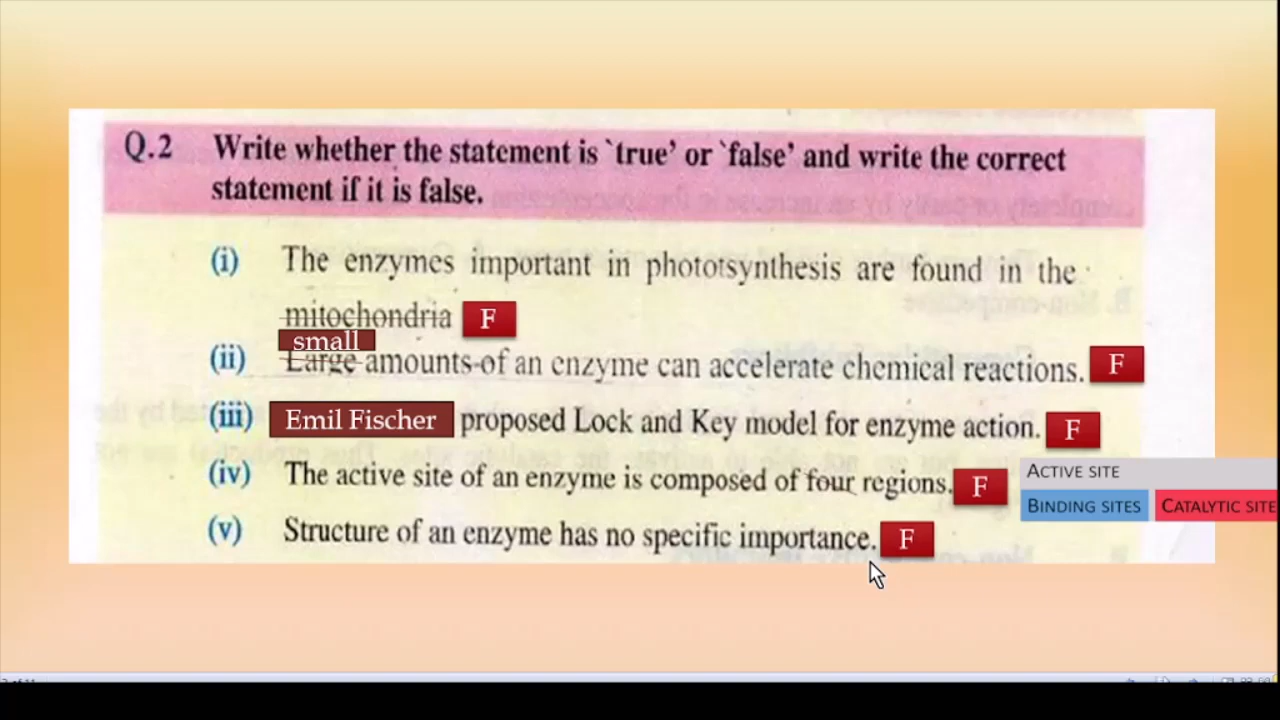 Q.2 Write whether the statement is `true' or `false' and write the correct
statement if it is false.
(i) The enzymes important in phototsynthesis are found in the
mitochondria F
small
(ii) Large amounts of an enzyme can accelerate chemical reactions. F
(iii) Emil Fischer proposed Lock and Key model for enzyme action. F
(iv) The active site of an enzyme is composed of four regions. F
ACTIVE SITE
BINDING SITES CATALYTIC SITE
(v) Structure of an enzyme has no specific importance. F